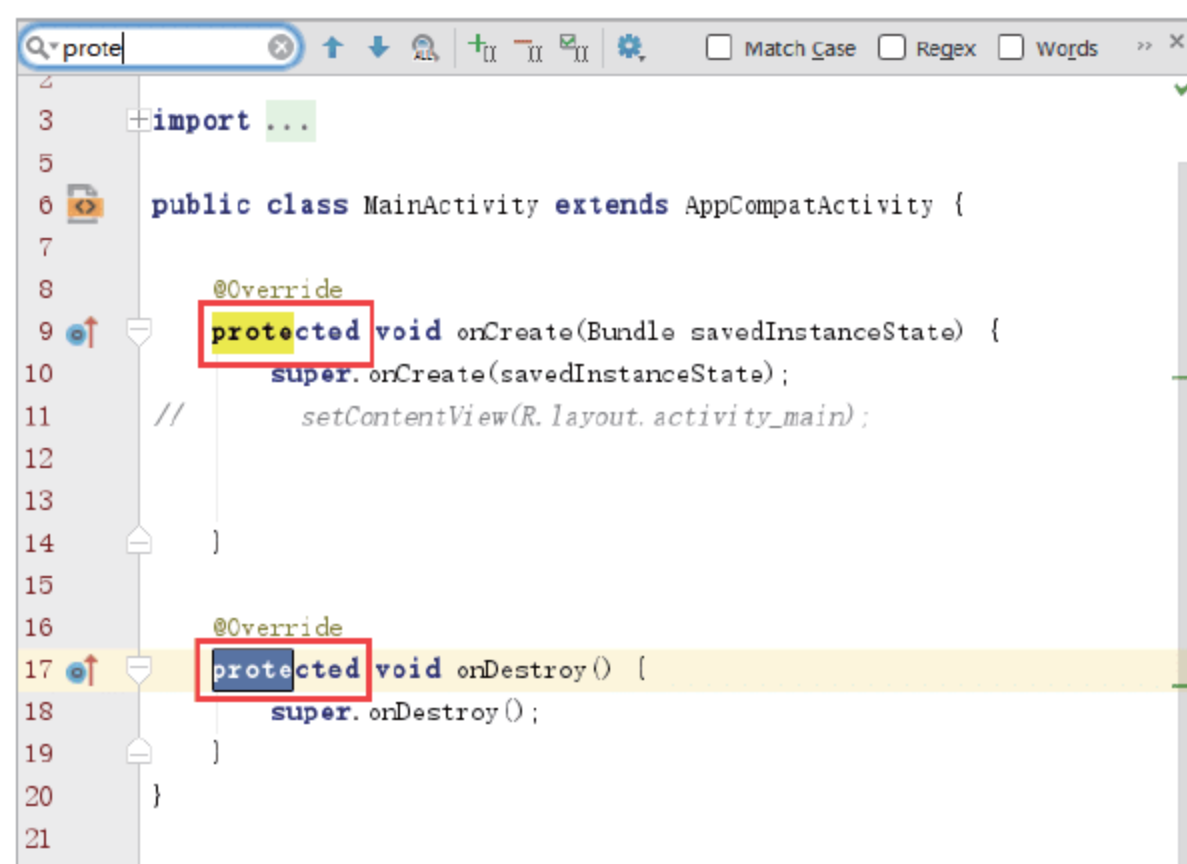 prote Match Case Regex Words
2
3 import ...
5
6 public class MainActivity extends AppCompatActivity {
7
8 @Override
9 protected void onCreate(Bundle savedInstanceState) {
10 super.onCreate(savedInstanceState);
11 // setContentView(R.layout.activity_main);
12
13
14 }
15
16 @Override
17 protected void onDestroy() {
18 super.onDestroy();
19 }
20 }
21